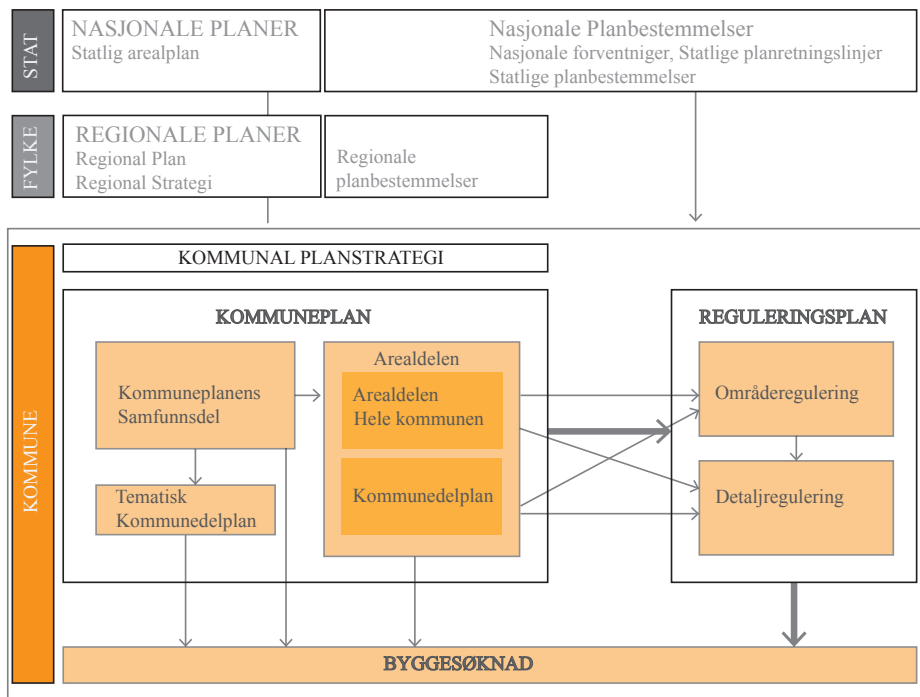 STAT
NASJONALE PLANER
Statlig arealplan
Nasjonale Planbestemmelser
Nasjonale forventniger, Statlige planretningslinjer
Statlige planbestemmelser
FYLKE
REGIONALE PLANER
Regional Plan
Regional Strategi
Regionale
planbestemmelser
KOMMUNE
KOMMUNAL PLANSTRATEGI
KOMMUNEPLAN
Kommuneplanens
Samfunnsdel
Tematisk
Kommunedelplan
Arealdelen
Arealdelen
Hele kommunen
Kommunedelplan
REGULERINGSPLAN
Områderegulering
Detaljregulering
BYGGESØKNAD